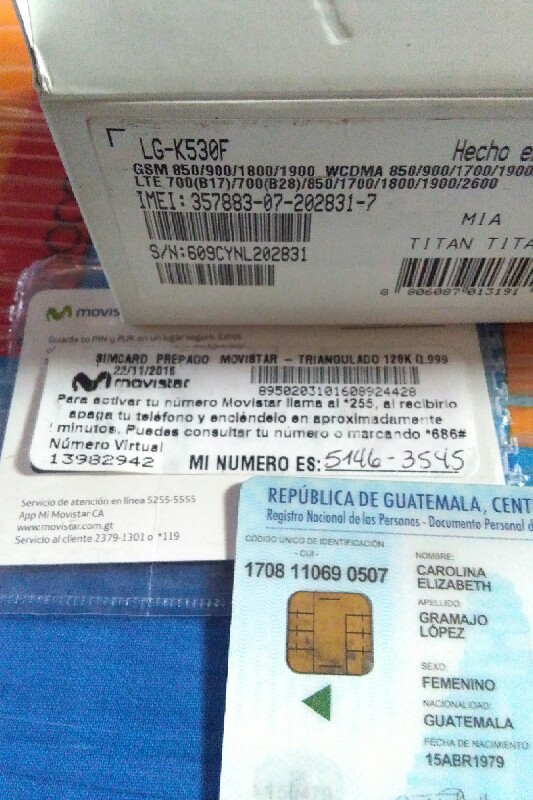 LG-K530F
Hecho
GSM 850/900/1800/1900 WCDMA 850/900/1700/1900
LTE 700(B17)/700(B28)/850/1700/1800/1900/2600
IMEI: 357883-07-202831-7
MIA
S/N:609CYNL202831
TITAN
8 806087 013191
movis
Guarda tu PIN y PUK en un lugar seguro.
SIMCARD PREPAGO MOVISTAR - TRIANGULADO 128K Q.999
22/11/2016
movistar
8950203101608924428
Para activar tu número Movistar llama al *255, al recibirlo
apaga tu teléfono y enciéndelo en aproximadamente
minutos. Puedes consultar tu número o marcando *686#
Número Virtual
13982942
MI NUMERO ES: 5146-3545
Servicio de atención en línea 5255-5555
App Mi Movistar CA
www.movistar.com.gt
Servicio al cliente 2379-1301 o *119
REPÚBLICA DE GUATEMALA, CENT
Registro Nacional de las Personas - Documento Personal d
CÓDIGO ÚNICO DE IDENTIFICACIÓN
- CUI -
1708 11069 0507
NOMBRE:
CAROLINA
ELIZABETH
APELLIDO:
GRAMAJO
LÓPEZ
SEXO:
FEMENINO
NACIONALIDAD:
GUATEMALA
FECHA DE NACIMIENTO:
15ABR1979